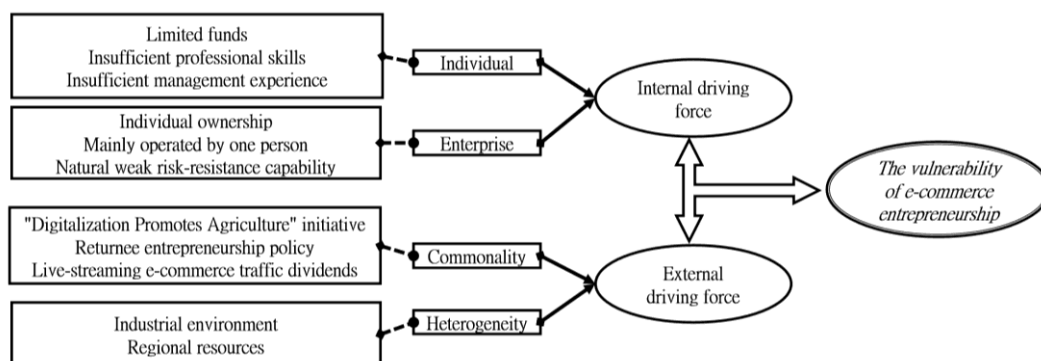 Limited funds
Insufficient professional skills
Insufficient management experience
Individual
Individual ownership
Mainly operated by one person
Natural weak risk-resistance capability
Enterprise
Internal driving
force
The vulnerability
of e-commerce
entrepreneurship
"Digitalization Promotes Agriculture" initiative
Returnee entrepreneurship policy
Live-streaming e-commerce traffic dividends
Commonality
Industrial environment
Regional resources
Heterogeneity
External
driving force